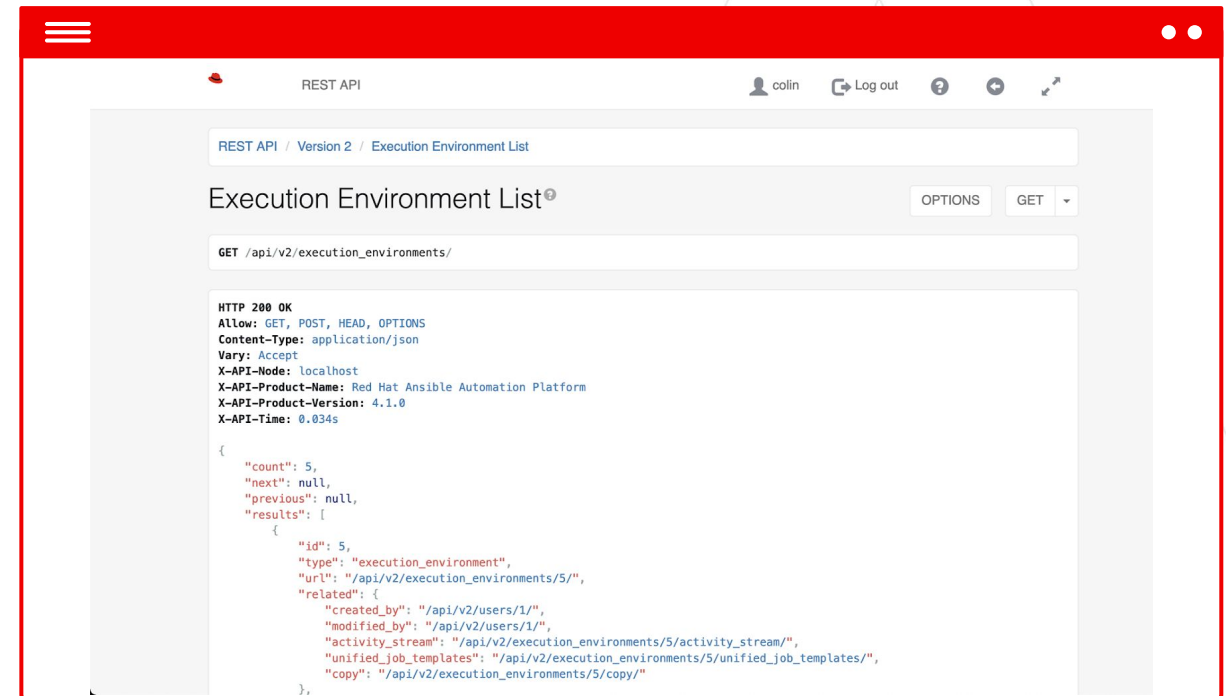 REST API
colin
Log out
REST API / Version 2 / Execution Environment List
Execution Environment List
OPTIONS
GET
GET /api/v2/execution_environments/
HTTP 200 OK
Allow: GET, POST, HEAD, OPTIONS
Content-Type: application/json
Vary: Accept
X-API-Node: localhost
X-API-Product-Name: Red Hat Ansible Automation Platform
X-API-Product-Version: 4.1.0
X-API-Time: 0.034s
{
    "count": 5,
    "next": null,
    "previous": null,
    "results": [
        {
            "id": 5,
            "type": "execution_environment",
            "url": "/api/v2/execution_environments/5/",
            "related": {
                "created_by": "/api/v2/users/1/",
                "modified_by": "/api/v2/users/1/",
                "activity_stream": "/api/v2/execution_environments/5/activity_stream/",
                "unified_job_templates": "/api/v2/execution_environments/5/unified_job_templates/",
                "copy": "/api/v2/execution_environments/5/copy/"
            },